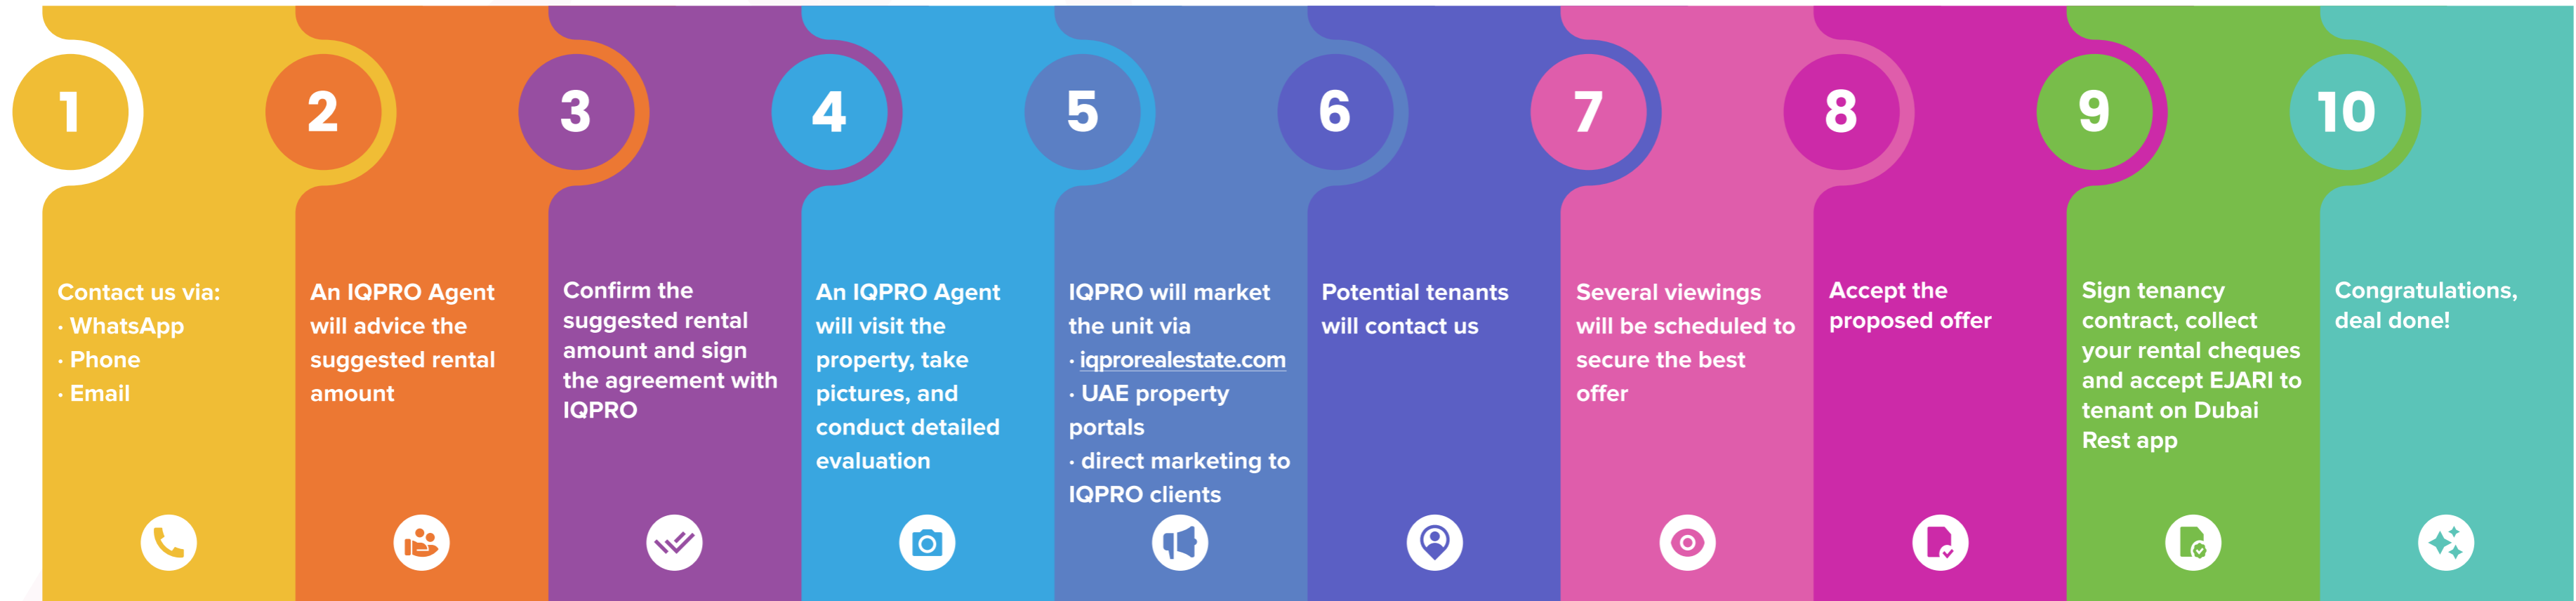 1
Contact us via:
· WhatsApp
· Phone
· Email
2
An IQPRO Agent
will advice the
suggested rental
amount
3
Confirm the
suggested rental
amount and sign
the agreement with
IQPRO
4
An IQPRO Agent
will visit the
property, take
pictures, and
conduct detailed
evaluation
5
IQPRO will market
the unit via
· iqprorealestate.com
· UAE property
portals
· direct marketing to
IQPRO clients
6
Potential tenants
will contact us
7
Several viewings
will be scheduled to
secure the best
offer
8
Accept the
proposed offer
9
Sign tenancy
contract, collect
your rental cheques
and accept EJARI to
tenant on Dubai
Rest app
10
Congratulations,
deal done!